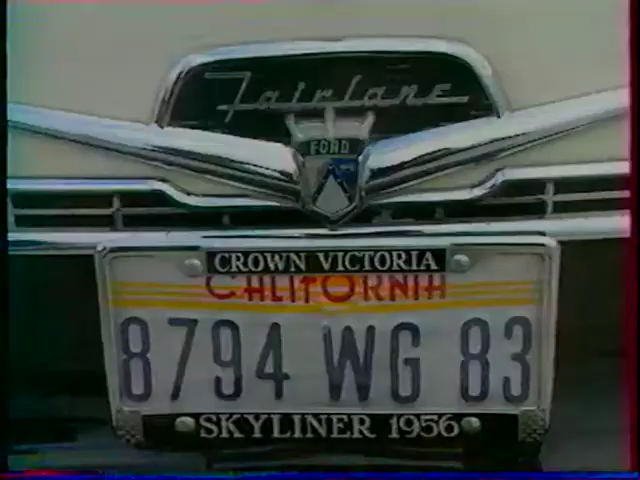 Fairlane
FORD
CROWN VICTORIA
CALIFORNIA
8794 WG 83
SKYLINER 1956